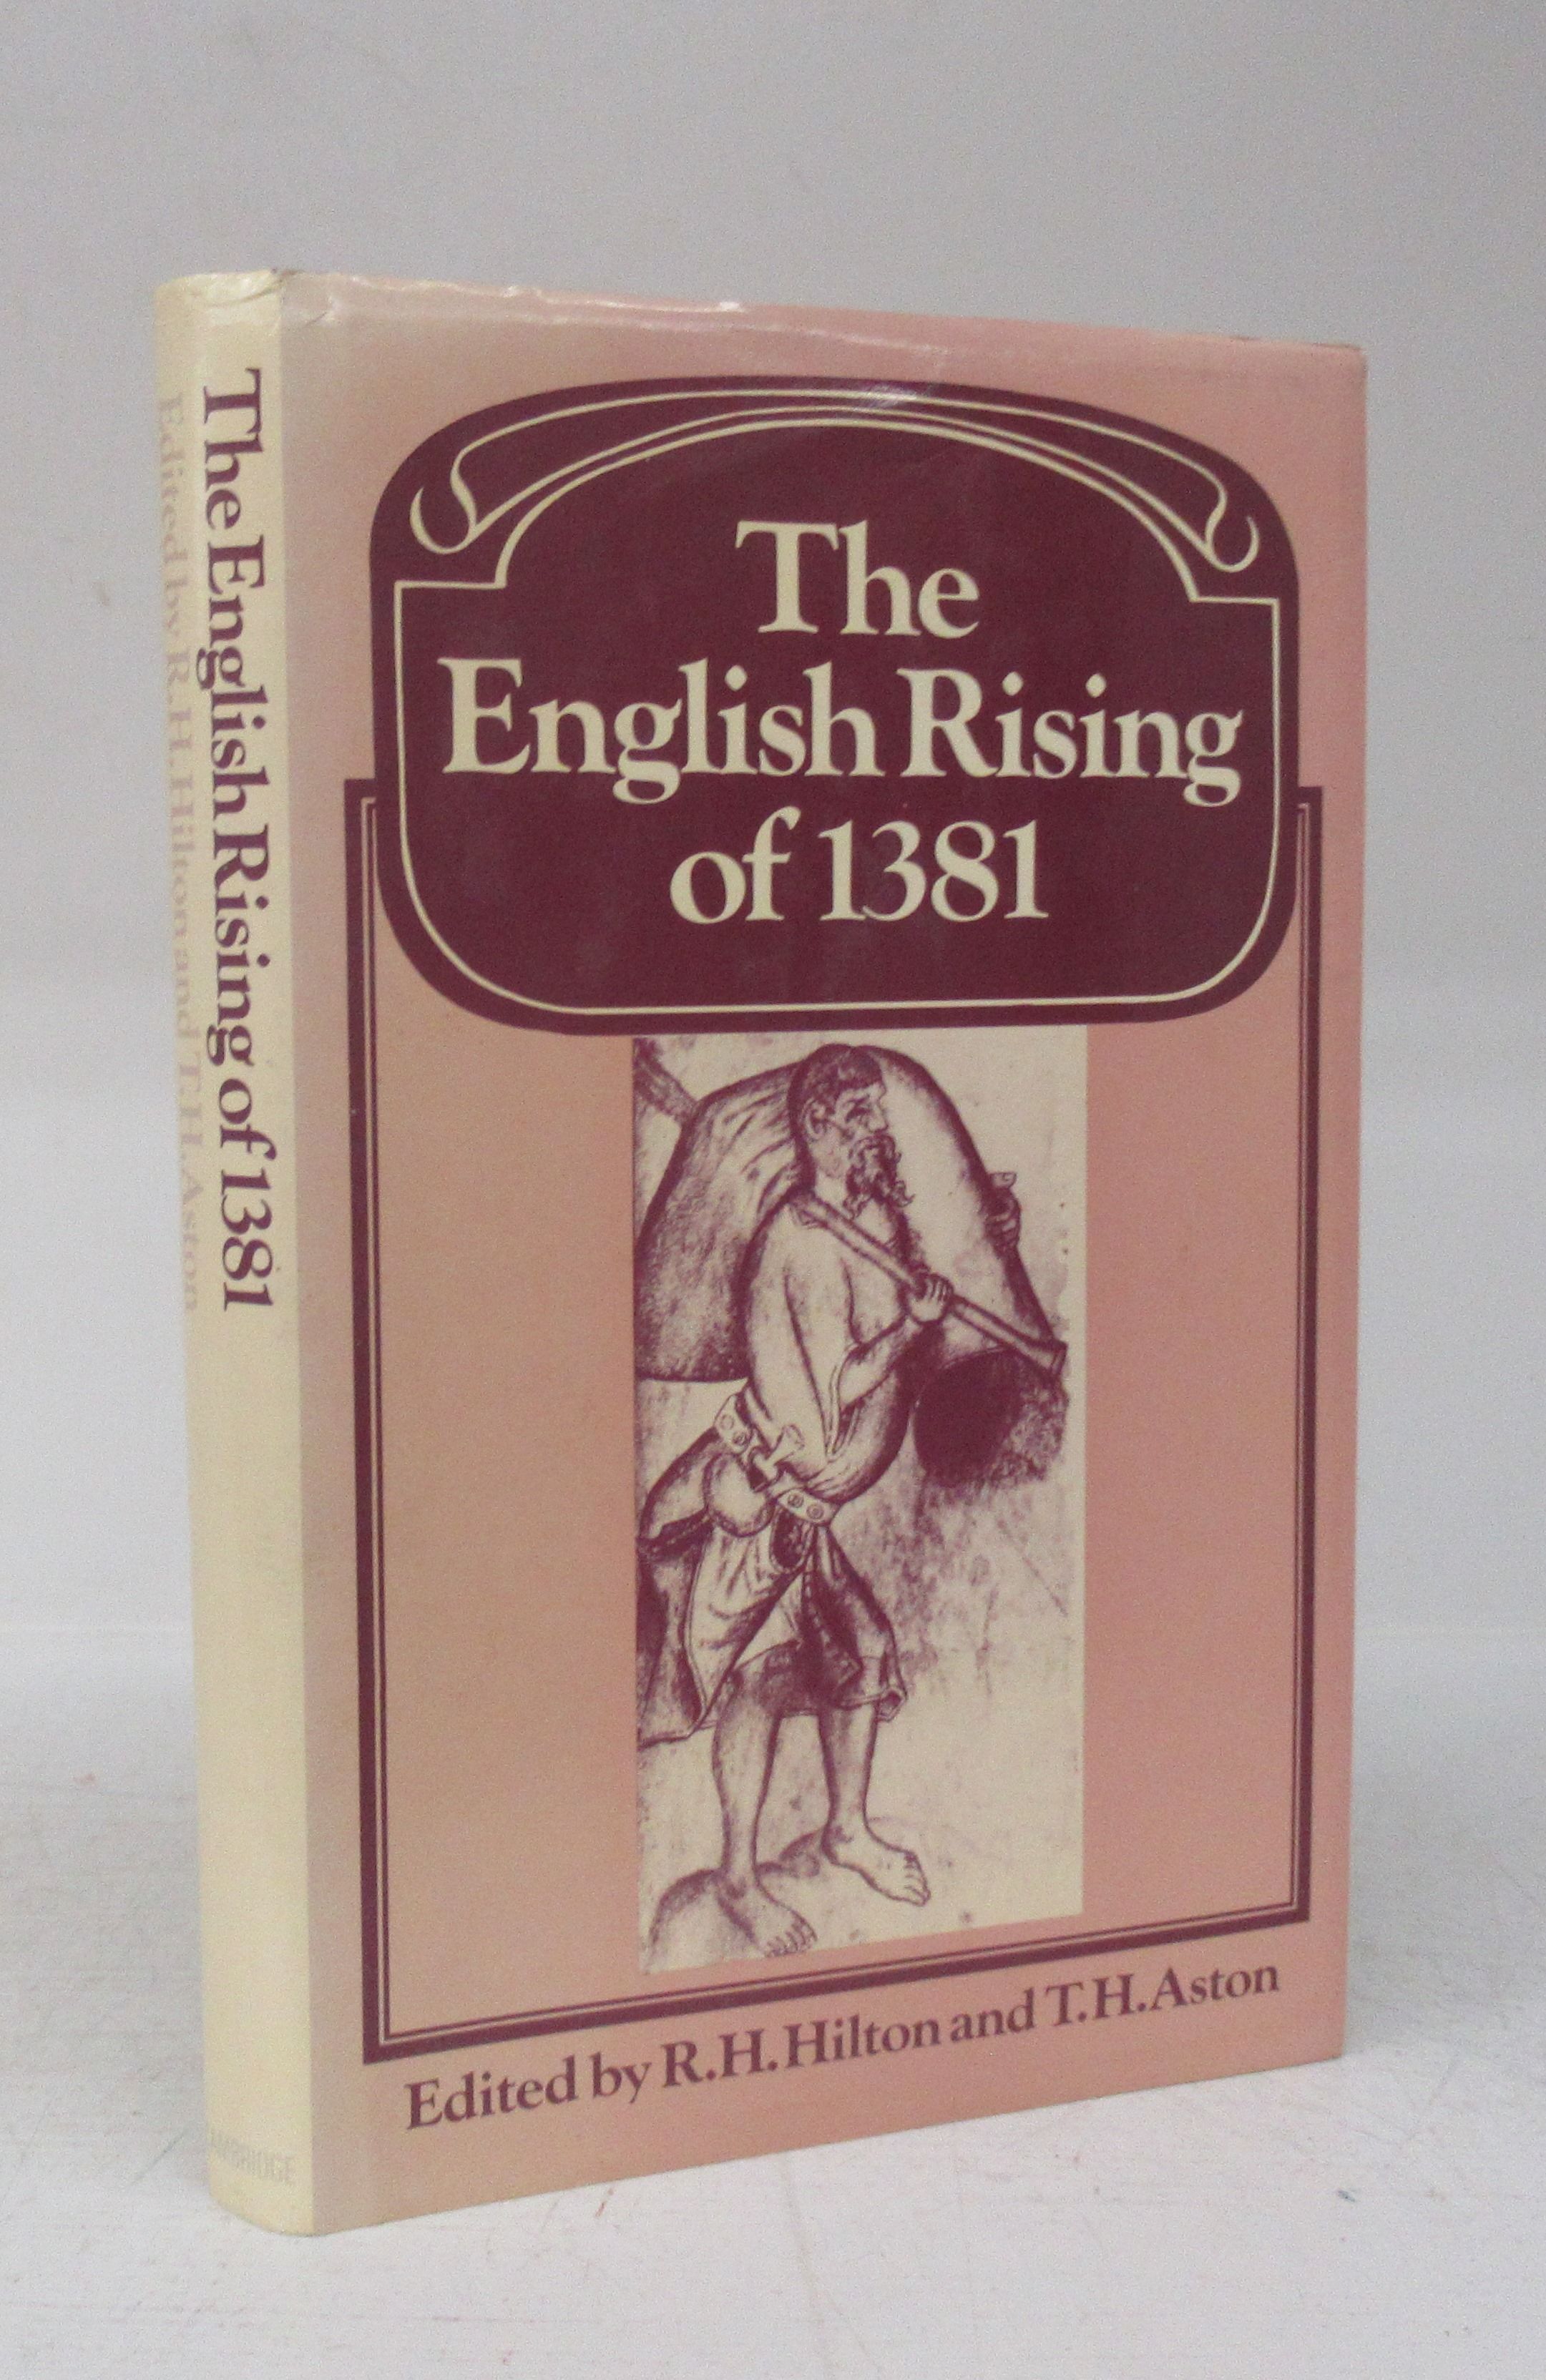 The
English Rising
of 1381
Edited by R.H. Hilton and T.H. Aston
The English Rising of 1381
Edited by R.H. Hilton and T.H. Aston
CAMBRIDGE